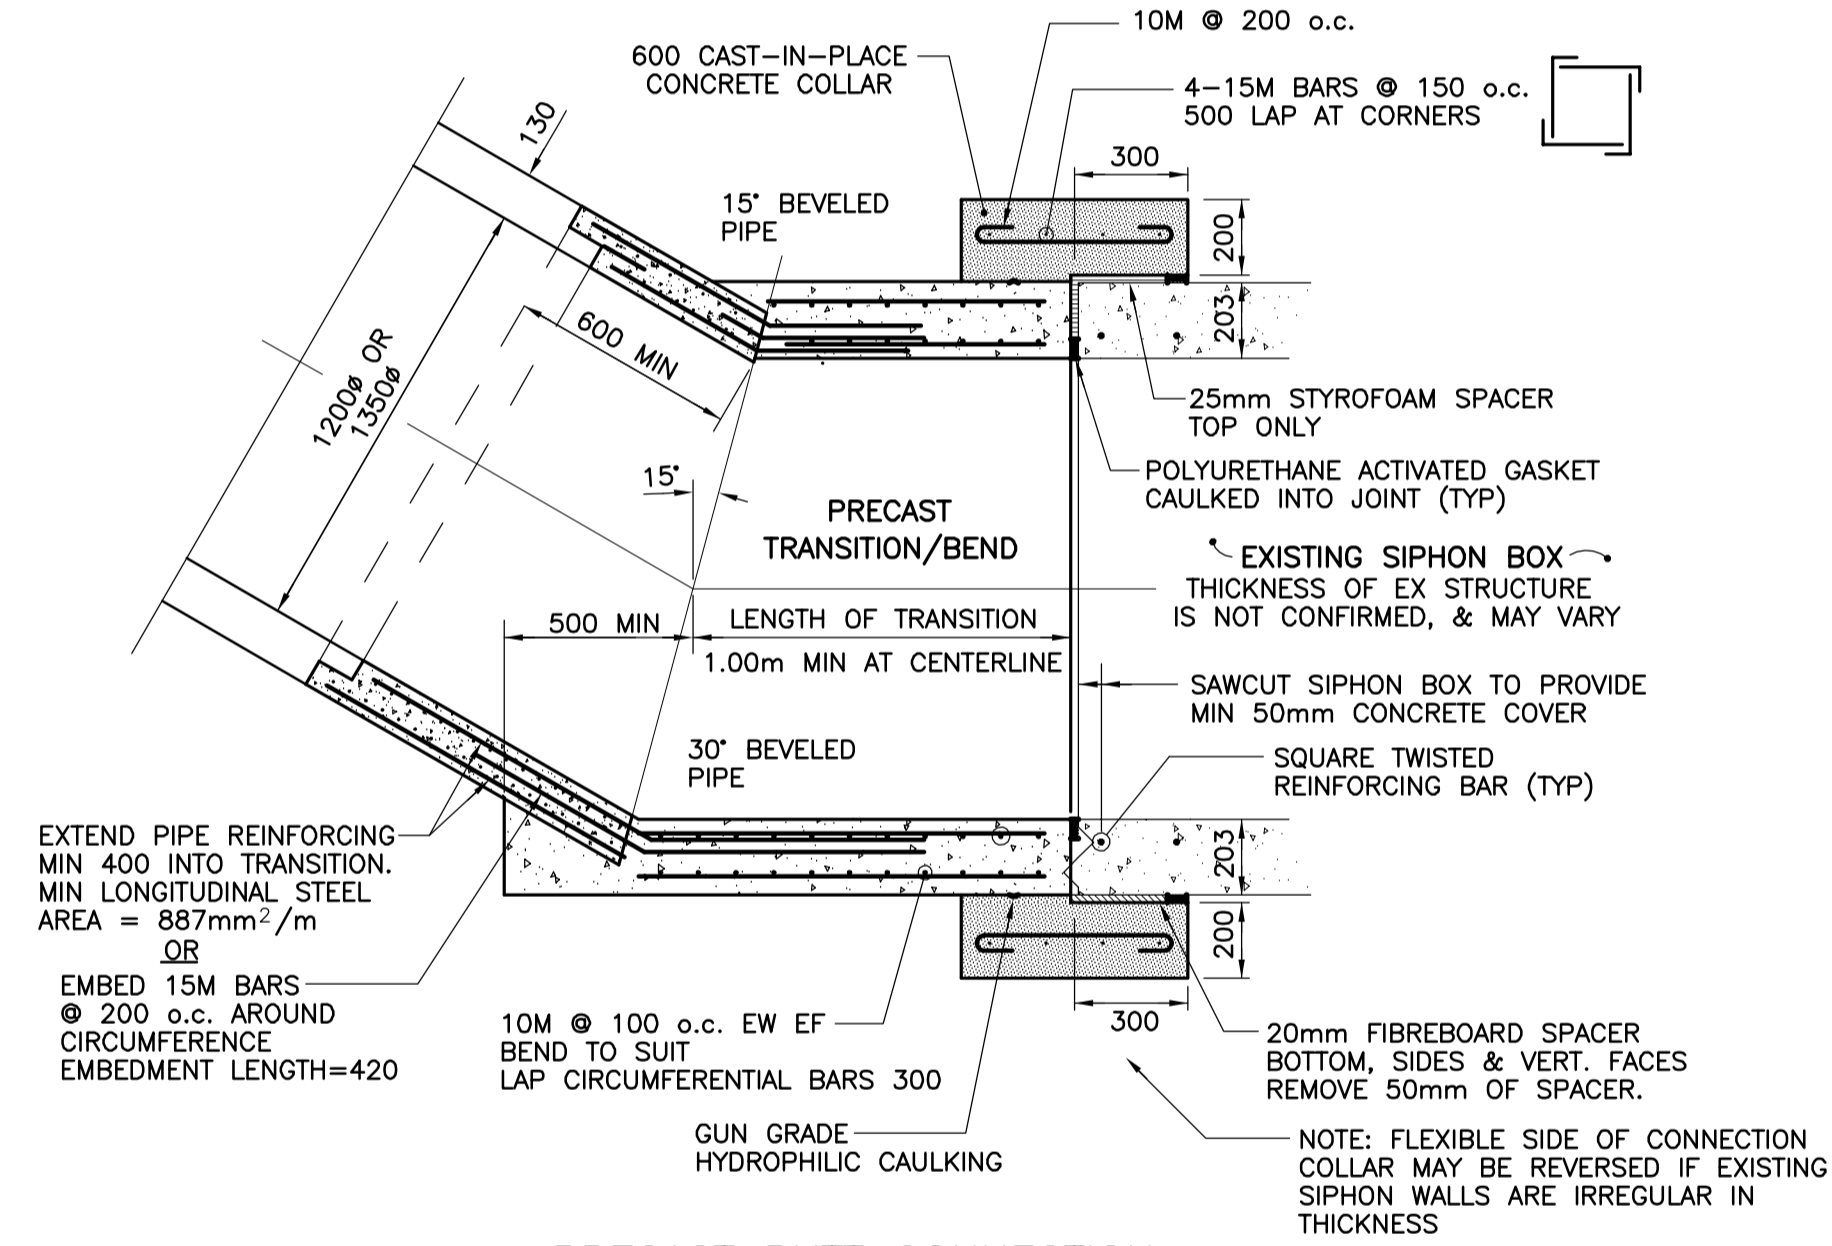 10M @ 200 o.c.
600 CAST-IN-PLACE
CONCRETE COLLAR
4-15M BARS @ 150 o.c.
500 LAP AT CORNERS
130
300
15° BEVELED
PIPE
200
203
600 MIN
1200ø OR
1350ø
25mm STYROFOAM SPACER
TOP ONLY
15°
POLYURETHANE ACTIVATED GASKET
CAULKED INTO JOINT (TYP)
PRECAST
TRANSITION/BEND
EXISTING SIPHON BOX
THICKNESS OF EX STRUCTURE
IS NOT CONFIRMED, & MAY VARY
500 MIN
LENGTH OF TRANSITION
1.00m MIN AT CENTERLINE
SAWCUT SIPHON BOX TO PROVIDE
MIN 50mm CONCRETE COVER
30° BEVELED
PIPE
SQUARE TWISTED
REINFORCING BAR (TYP)
EXTEND PIPE REINFORCING
MIN 400 INTO TRANSITION.
MIN LONGITUDINAL STEEL
AREA = 887mm²/m
OR
EMBED 15M BARS
@ 200 o.c. AROUND
CIRCUMFERENCE
EMBEDMENT LENGTH=420
203
200
300
10M @ 100 o.c. EW EF
BEND TO SUIT
LAP CIRCUMFERENTIAL BARS 300
20mm FIBREBOARD SPACER
BOTTOM, SIDES & VERT. FACES
REMOVE 50mm OF SPACER.
GUN GRADE
HYDROPHILIC CAULKING
NOTE: FLEXIBLE SIDE OF CONNECTION
COLLAR MAY BE REVERSED IF EXISTING
SIPHON WALLS ARE IRREGULAR IN
THICKNESS